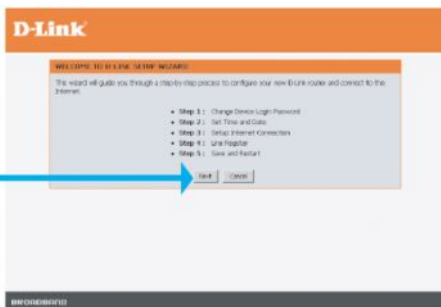 D-Link
WELCOME TO D-LINK SETUP WIZARD
This wizard will guide you through a step-by-step process to configure your new D-Link router and connect to the
Internet.
• Step 1 : Change Device Login Password
• Step 2 : Set Time and Date
• Step 3 : Setup Internet Connection
• Step 4 : Line Register
• Step 5 : Save and Restart
Next Cancel
BROADBAND